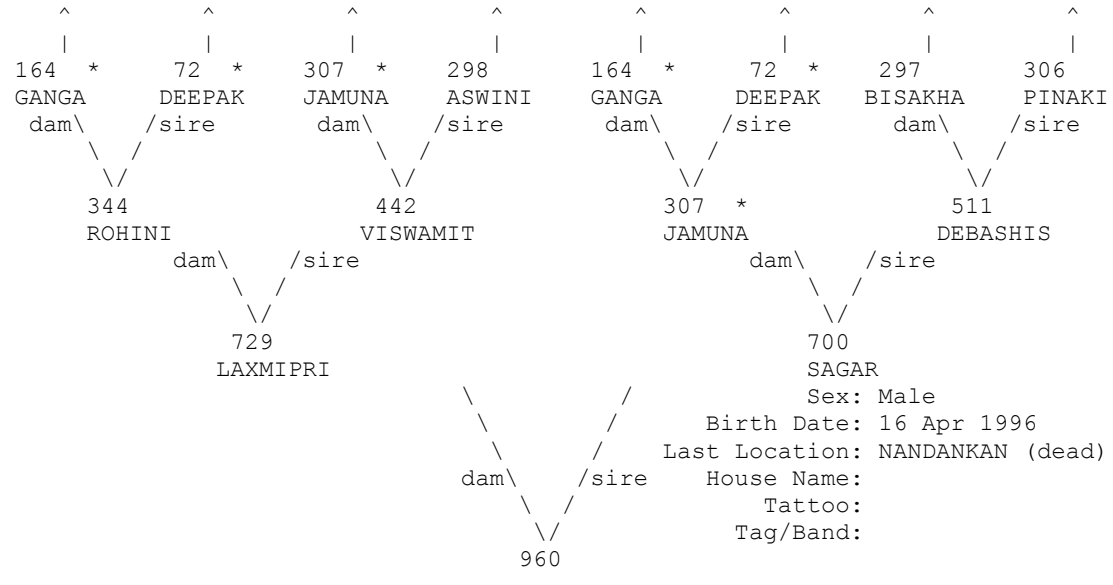 ^ ^ ^ ^ ^ ^ ^ ^
| | | | | | | |
164 * 72 * 307 * 298 164 * 72 * 297 306
GANGA DEEPAK JAMUNA ASWINI GANGA DEEPAK BISAKHA PINAKI
dam\ /sire dam\ /sire dam\ /sire dam\ /sire
\ / \ / \ / \ /
\/ \/ \/ \/
344 442 307 * 511
ROHINI VISWAMIT JAMUNA DEBASHIS
dam\ /sire dam\ /sire
\ / \ /
\/ \/
729 700
LAXMIPRI SAGAR
\ / Sex: Male
\ / Birth Date: 16 Apr 1996
\ / Last Location: NANDANKAN (dead)
dam\ /sire House Name:
\ / Tattoo:
\/ Tag/Band:
960